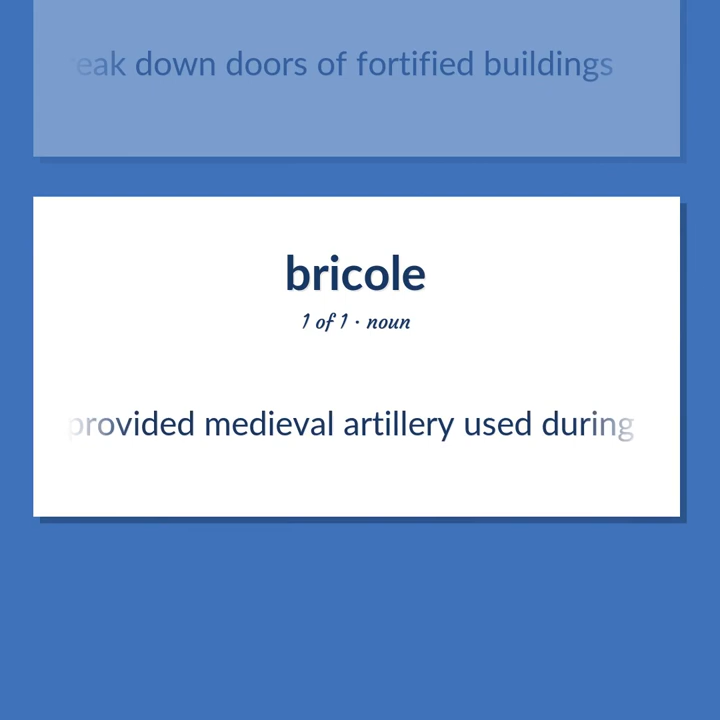 down doors of fortified buildings
bricole
1 of 1 · noun
provided medieval artillery used during